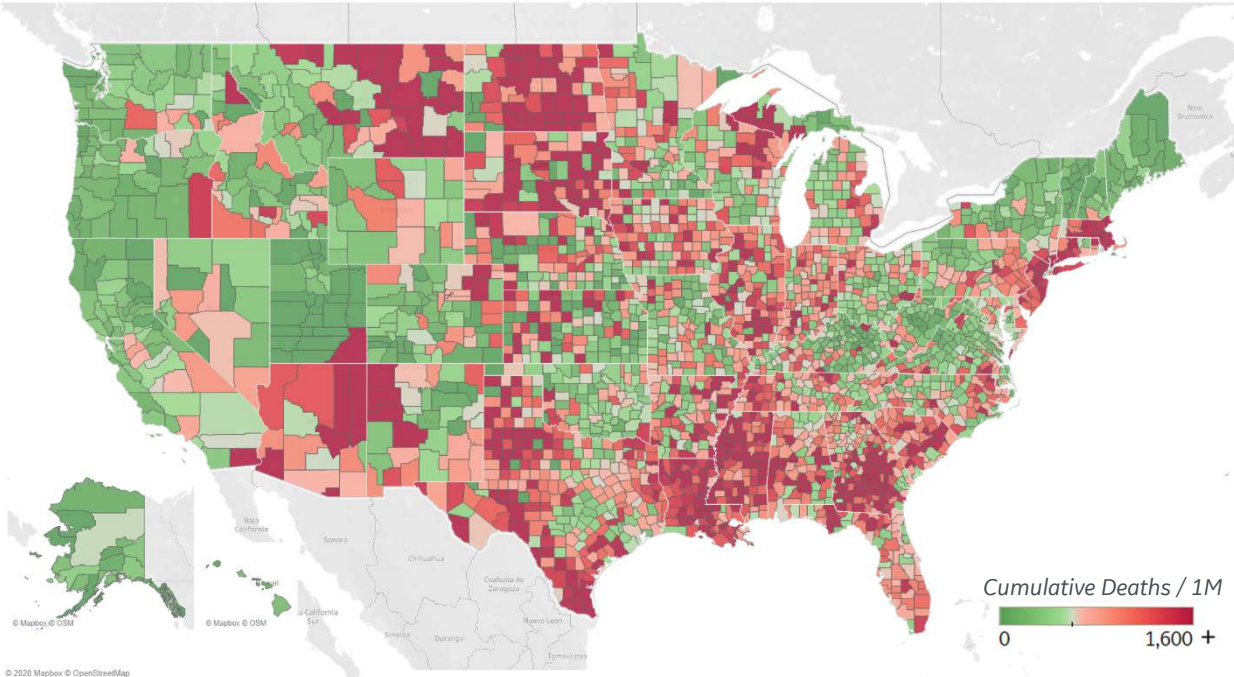 New
Brunswick
Baja
California
Sonora
Chihuahua
Coahuila de
Zaragoza
Nuevo León
Tamaulipas
Durango
Sinaloa
a California
Sur
Cumulative Deaths / 1M
0
1,600 +
© Mapbox © OSM
© Mapbox © OSM
© 2020 Mapbox © OpenStreetMap